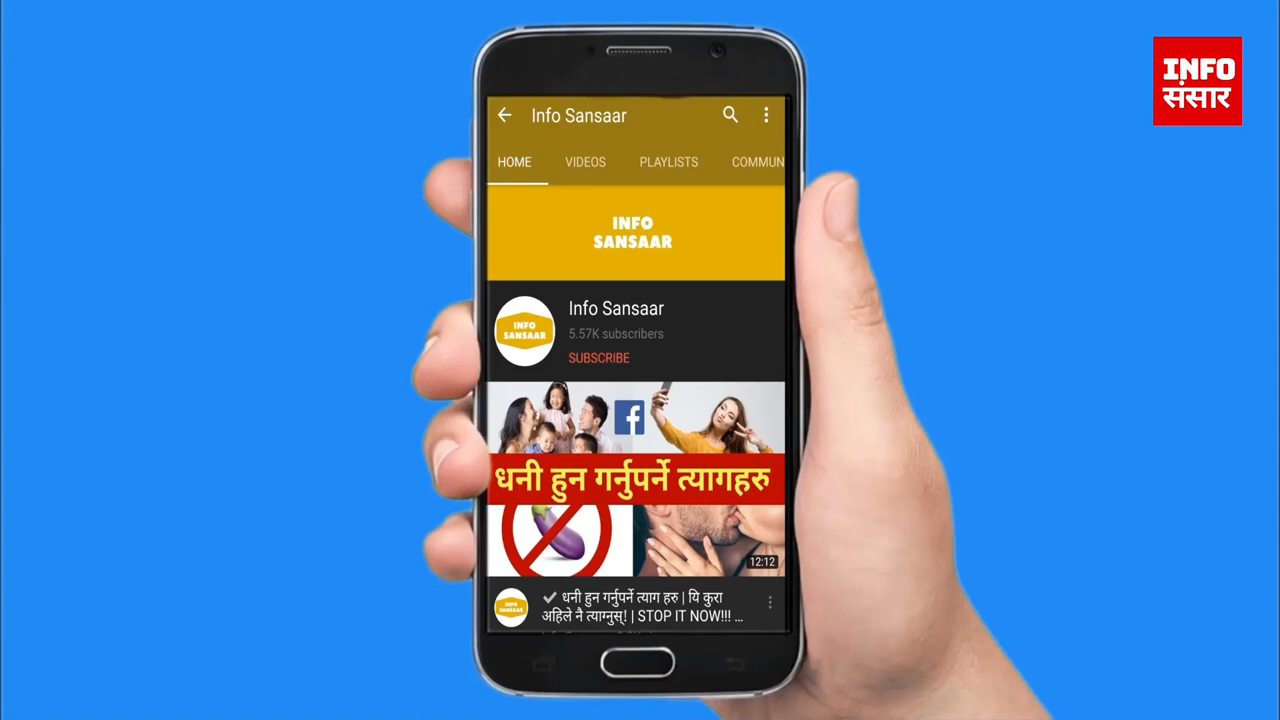 INFO
संसार
Info Sansaar
HOME VIDEOS PLAYLISTS COMMUN
INFO
SANSAAR
INFO
SANSAAR
Info Sansaar
5.57K subscribers
SUBSCRIBE
f
धनी हुन गर्नुपर्ने त्यागहरु
12:12
INFO
SANSAAR
✔ धनी हुन गर्नुपर्ने त्याग हरु | यि कुरा
अहिले नै त्याग्नुस्! | STOP IT NOW!!! ...